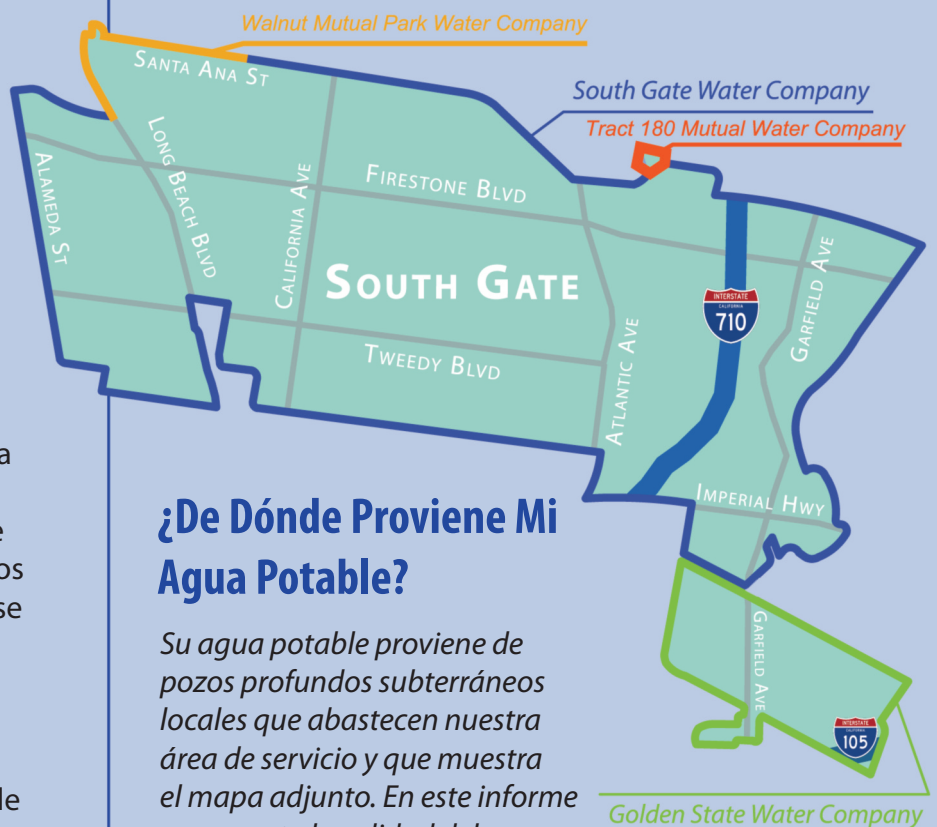 Walnut Mutual Park Water Company
SANTA ANA ST
South Gate Water Company
Tract 180 Mutual Water Company
ALAMEDA ST
LONG BEACH BLVD
CALIFORNIA AVE
FIRESTONE BLVD
SOUTH GATE
TWEEDY BLVD
ATLANTIC AVE
INTERSTATE
CALIFORNIA
710
GARFIELD AVE
IMPERIAL HWY
GARFIELD AVE
INTERSTATE
CALIFORNIA
105
Golden State Water Company
a
e
os
se
de
¿De Dónde Proviene Mi
Agua Potable?
Su agua potable proviene de
pozos profundos subterráneos
locales que abastecen nuestra
área de servicio y que muestra
el mapa adjunto. En este informe